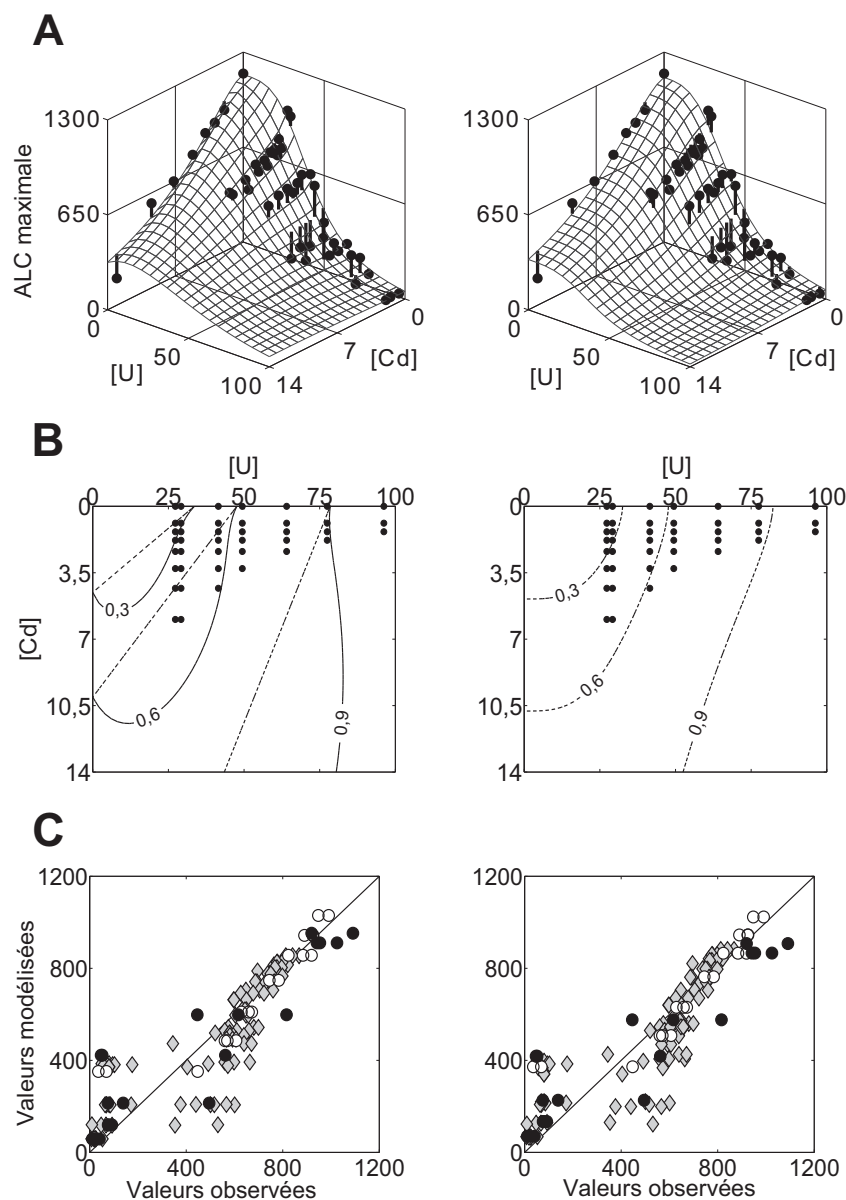 A
ALC maximale
1300
650
0
0
50
100
[U]
14
7
0
[Cd]
1300
650
0
0
50
100
[U]
14
7
0
[Cd]
B
[U]
0 25 50 75 100
0
3,5
7
10,5
14
[Cd]
0,3
0,6
0,9
[U]
0 25 50 75 100
0
3,5
7
10,5
14
0,3
0,6
0,9
C
Valeurs modélisées
1200
800
400
0
0 400 800 1200
Valeurs observées
1200
800
400
0
0 400 800 1200
Valeurs observées